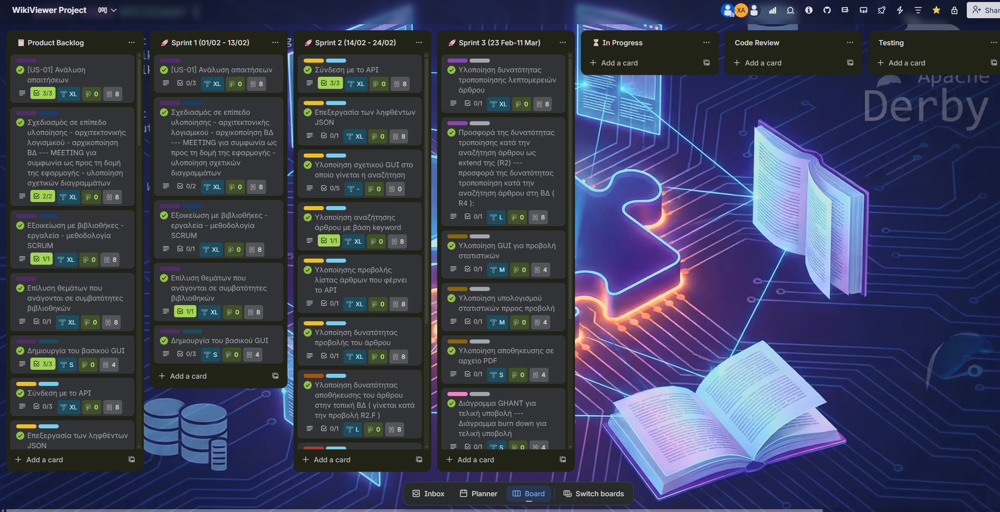 WikiViewer Project
XA
Shar
Product Backlog
[US-01] Ανάλυση
απαιτήσεων
3/3 XL 0 8
Σχεδιασμός σε επίπεδο
υλοποίησης - αρχιτεκτονικής
λογισμικού - αρχικοποίηση
ΒΔ --- MEETING για
συμφωνία ως προς τη δομή
της εφαρμογής - υλοποίηση
σχετικών διαγραμμάτων
2/2 XL 0 8
Εξοικείωση με βιβλιοθήκες -
εργαλεία - μεθοδολογία
SCRUM
1/1 XL 0 8
Επίλυση θεμάτων που
ανάγονται σε συμβατότητες
βιβλιοθηκών
0/1 XL 0 8
Δημιουργία του βασικού GUI
3/3 S 0 4
Σύνδεση με το API
0/3 XL 0 8
Επεξεργασία των ληφθέντων
JSON
Add a card
Sprint 1 (01/02 - 13/02)
[US-01] Ανάλυση απαιτήσεων
0/3 XL 0 8
Σχεδιασμός σε επίπεδο
υλοποίησης - αρχιτεκτονικής
λογισμικού - αρχικοποίηση ΒΔ
--- MEETING για συμφωνία ως
προς τη δομή της εφαρμογής -
υλοποίηση σχετικών
διαγραμμάτων
0/2 XL 0 8
Εξοικείωση με βιβλιοθήκες -
εργαλεία - μεθοδολογία
SCRUM
0/1 XL 0 8
Επίλυση θεμάτων που
ανάγονται σε συμβατότητες
βιβλιοθηκών
1/1 XL 0 8
Δημιουργία του βασικού GUI
0/3 S 0 4
Add a card
Sprint 2 (14/02 - 24/02)
Σύνδεση με το API
3/3 XL 0 8
Επεξεργασία των ληφθέντων
JSON
0/1 XL 0 8
Υλοποίηση σχετικού GUI στο
οποίο γίνεται η αναζήτηση
0/5 - 0 0
Υλοποίηση αναζήτησης
άρθρου με βάση keyword
1/1 XL 0 8
Υλοποίησης προβολής
λίστας άρθρων που φέρνει
το API
0/1 XL 0 8
Υλοποίηση δυνατότητας
προβολής του άρθρου
0/1 XL 0 8
Υλοποίηση δυνατότητας
αποθήκευσης του άρθρου
στην τοπική ΒΔ ( γίνεται κατά
την προβολή R2.F )
0/1 L 0 8
Add a card
Sprint 3 (23 Feb-11 Mar)
Υλοποίηση δυνατότητας
τροποποίησης λεπτομερειών
άρθρου
0/1 XL 0 8
Προσφορά της δυνατότητας
τροποίησης κατά την
αναζήτηση άρθρου ως
extend της (R2) ---
προσφορά της δυνατότητας
τροποποίηση κατά την
αναζήτηση άρθρου στη ΒΔ (
R4 ):
0/1 L 0 8
Υλοποίηση GUI για προβολή
στατιστικών
0/1 M 0 4
Υλοποίηση υπολογισμού
στατιστικών πρρος προβολή
0/1 M 0 4
Υλοποίηση αποθηκευσης σε
αρχείο PDF
0/1 S 0 4
Διάγραμμα GHANT για
τελική υποβολή ---
Διάγραμμα burn down για
τελική υποβολή
0/1 S 0 4
Add a card
In Progress
Add a card
Code Review
Add a card
Testing
Add a card
Apache
Derby
Inbox
Planner
Board
Switch boards